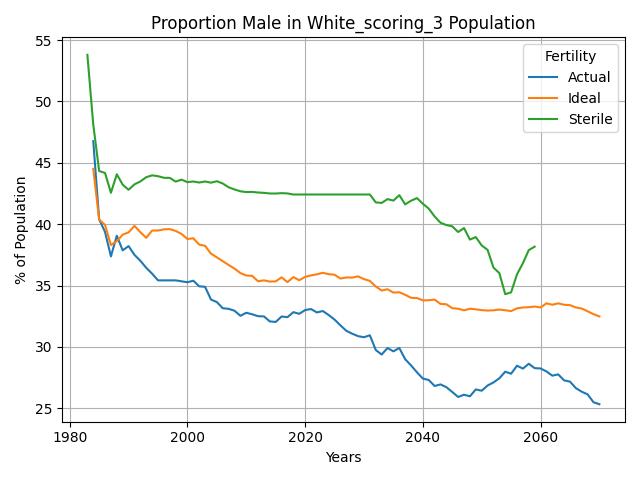 Proportion Male in White_scoring_3 Population
% of Population
55
50
45
40
35
30
25
Fertility
Actual
Ideal
Sterile
1980
2000
2020
2040
2060
Years